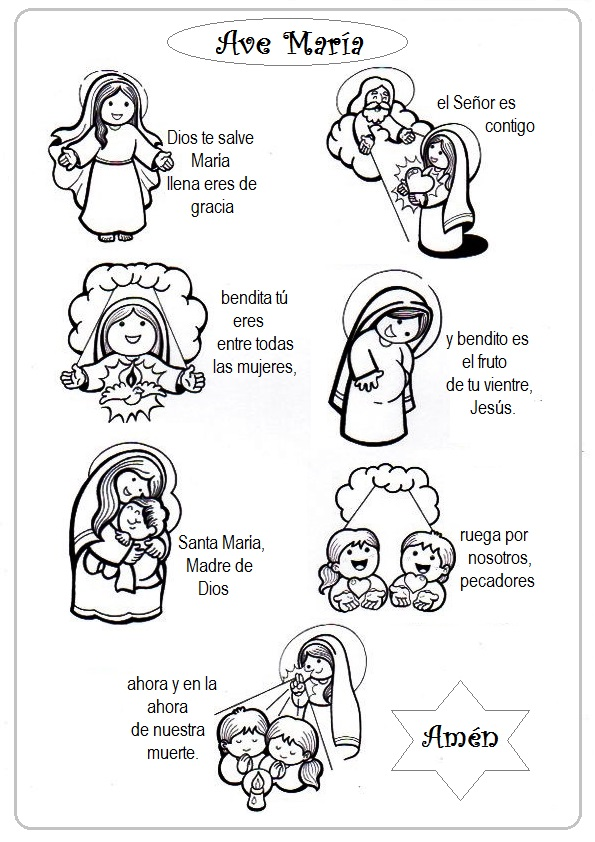 Ave María
Dios te salve
Maria
llena eres de
gracia
el Señor es
contigo
bendita tú
eres
entre todas
las mujeres,
y bendito es
el fruto
de tu vientre,
Jesús.
Santa Maria,
Madre de
Dios
ruega por
nosotros,
pecadores
ahora y en la
ahora
de nuestra
muerte.
Amén